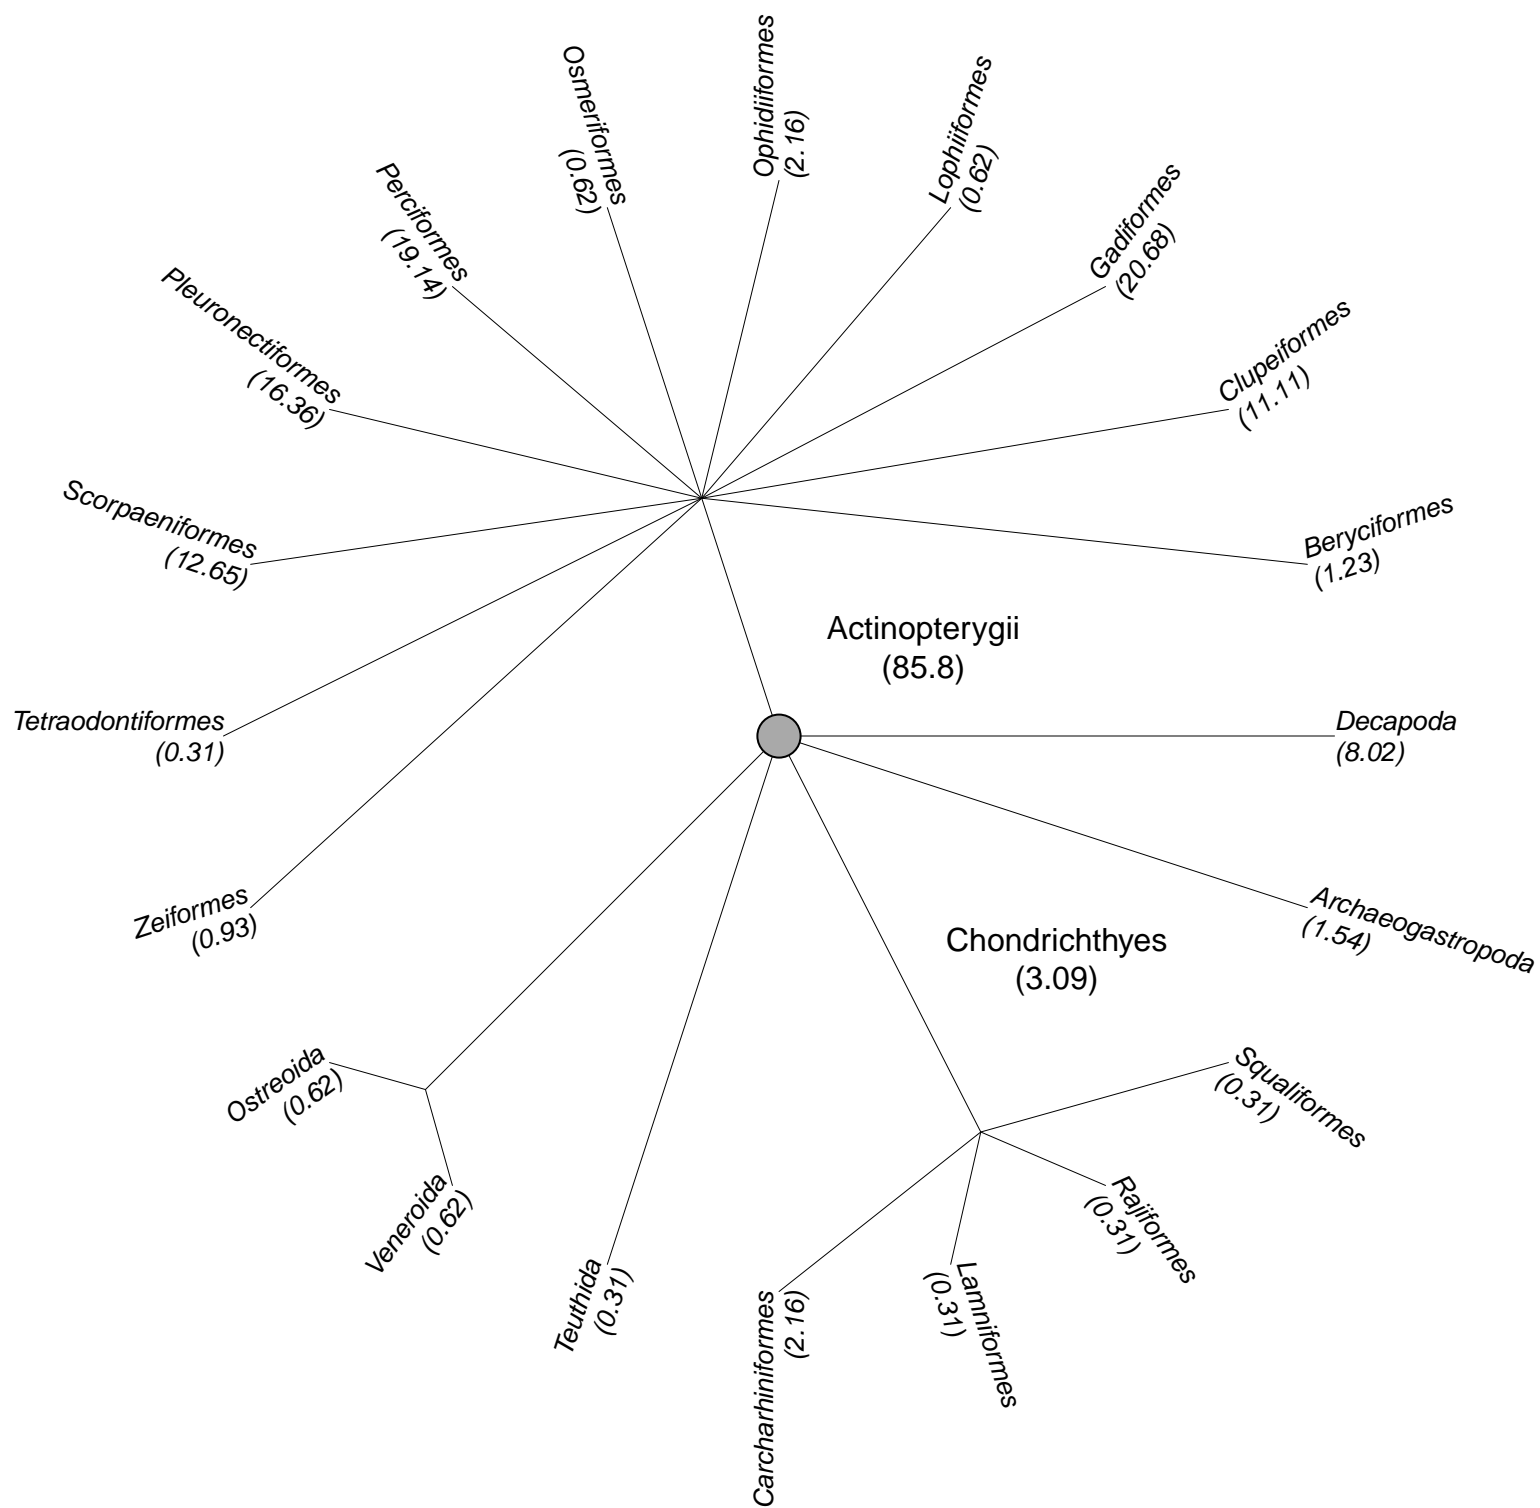 Ophidiiformes
(2.16)
Osmeriformes
(0.62)
Lophiiformes
(0.62)
Perciformes
(19.14)
Gadiformes
(20.68)
Pleuronectiformes
(16.36)
Clupeiformes
(11.11)
Scorpaeniformes
(12.65)
Beryciformes
(1.23)
Actinopterygii
(85.8)
Tetraodontiformes
(0.31)
Decapoda
(8.02)
Zeiformes
(0.93)
Archaeogastropoda
(1.54)
Chondrichthyes
(3.09)
Ostreoida
(0.62)
Squaliformes
(0.31)
Veneroida
(0.62)
Rajiformes
(0.31)
Teuthida
(0.31)
Lamniformes
(0.31)
Carcharhiniformes
(2.16)